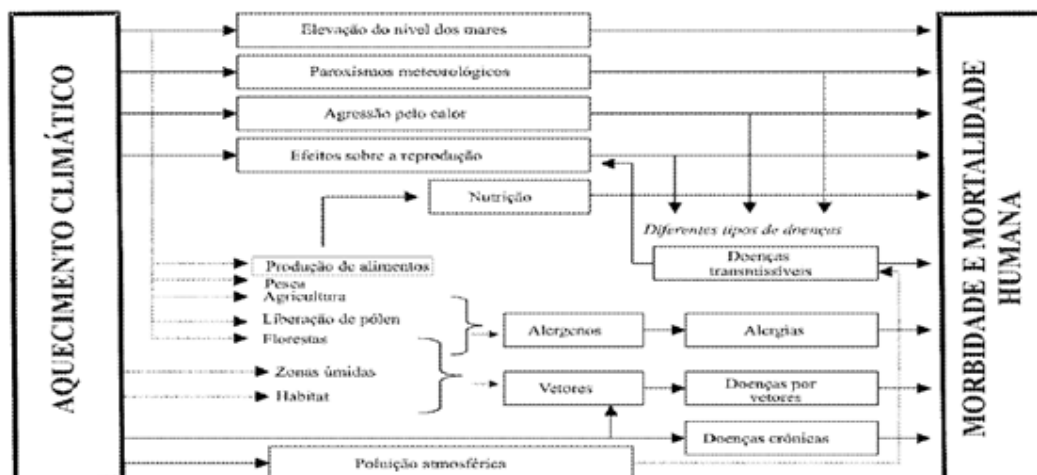 AQUECIMENTO CLIMÁTICO
Elevação do nível dos mares
Paroxismos meteorológicos
Agressão pelo calor
Efeitos sobre a reprodução
Nutrição
Diferentes tipos de doenças
Doenças
transmissíveis
Produção de alimentos
Pesca
Agricultura
Liberação de pólen
Florestas
Alergenos
Alergias
Zonas úmidas
Habitat
Vetores
Doenças por
vetores
Doenças crônicas
Poluição atmosférica
MORBIDADE E MORTALIDADE
HUMANA